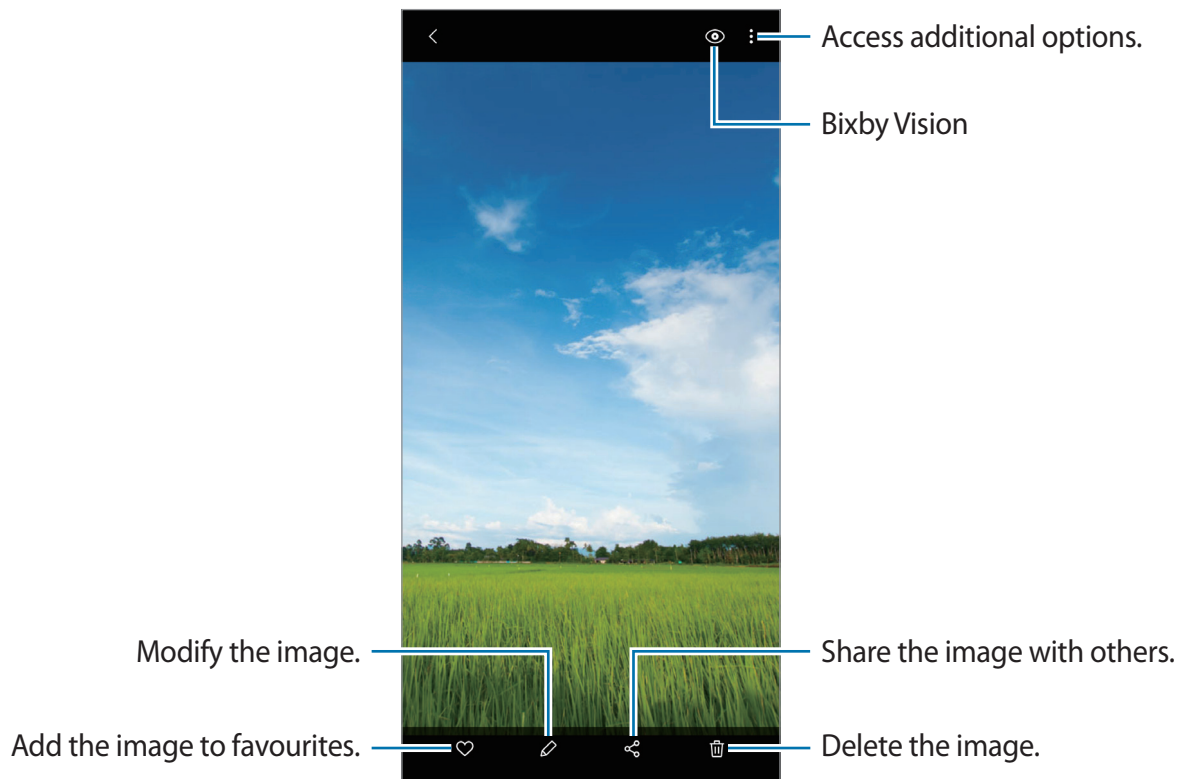 Access additional options.
Bixby Vision
Modify the image.
Share the image with others.
Add the image to favourites.
Delete the image.